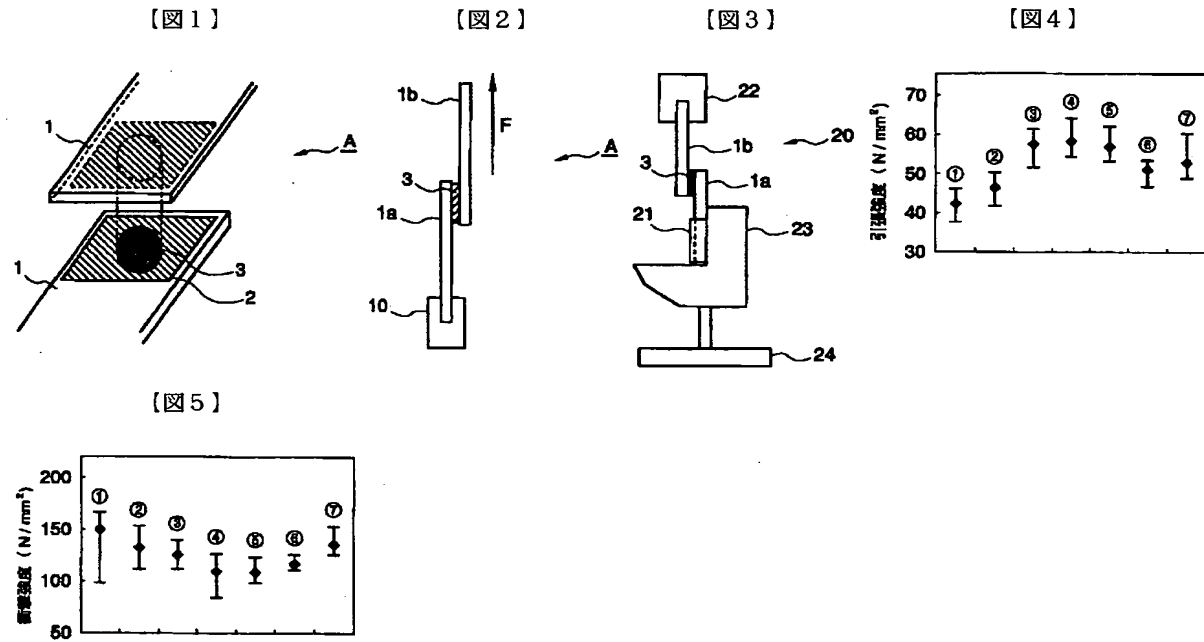 【図1】
【図2】
【図3】
【図4】
1
A
3
2
1
1b
F
3
1a
10
A
22
20
1b
3
1a
21
23
24
引張強度 (N/mm²)
70
60
50
40
30
① ② ③ ④ ⑤ ⑥ ⑦
【図5】
衝撃強度 (N/mm²)
200
150
100
50
① ② ③ ④ ⑤ ⑥ ⑦